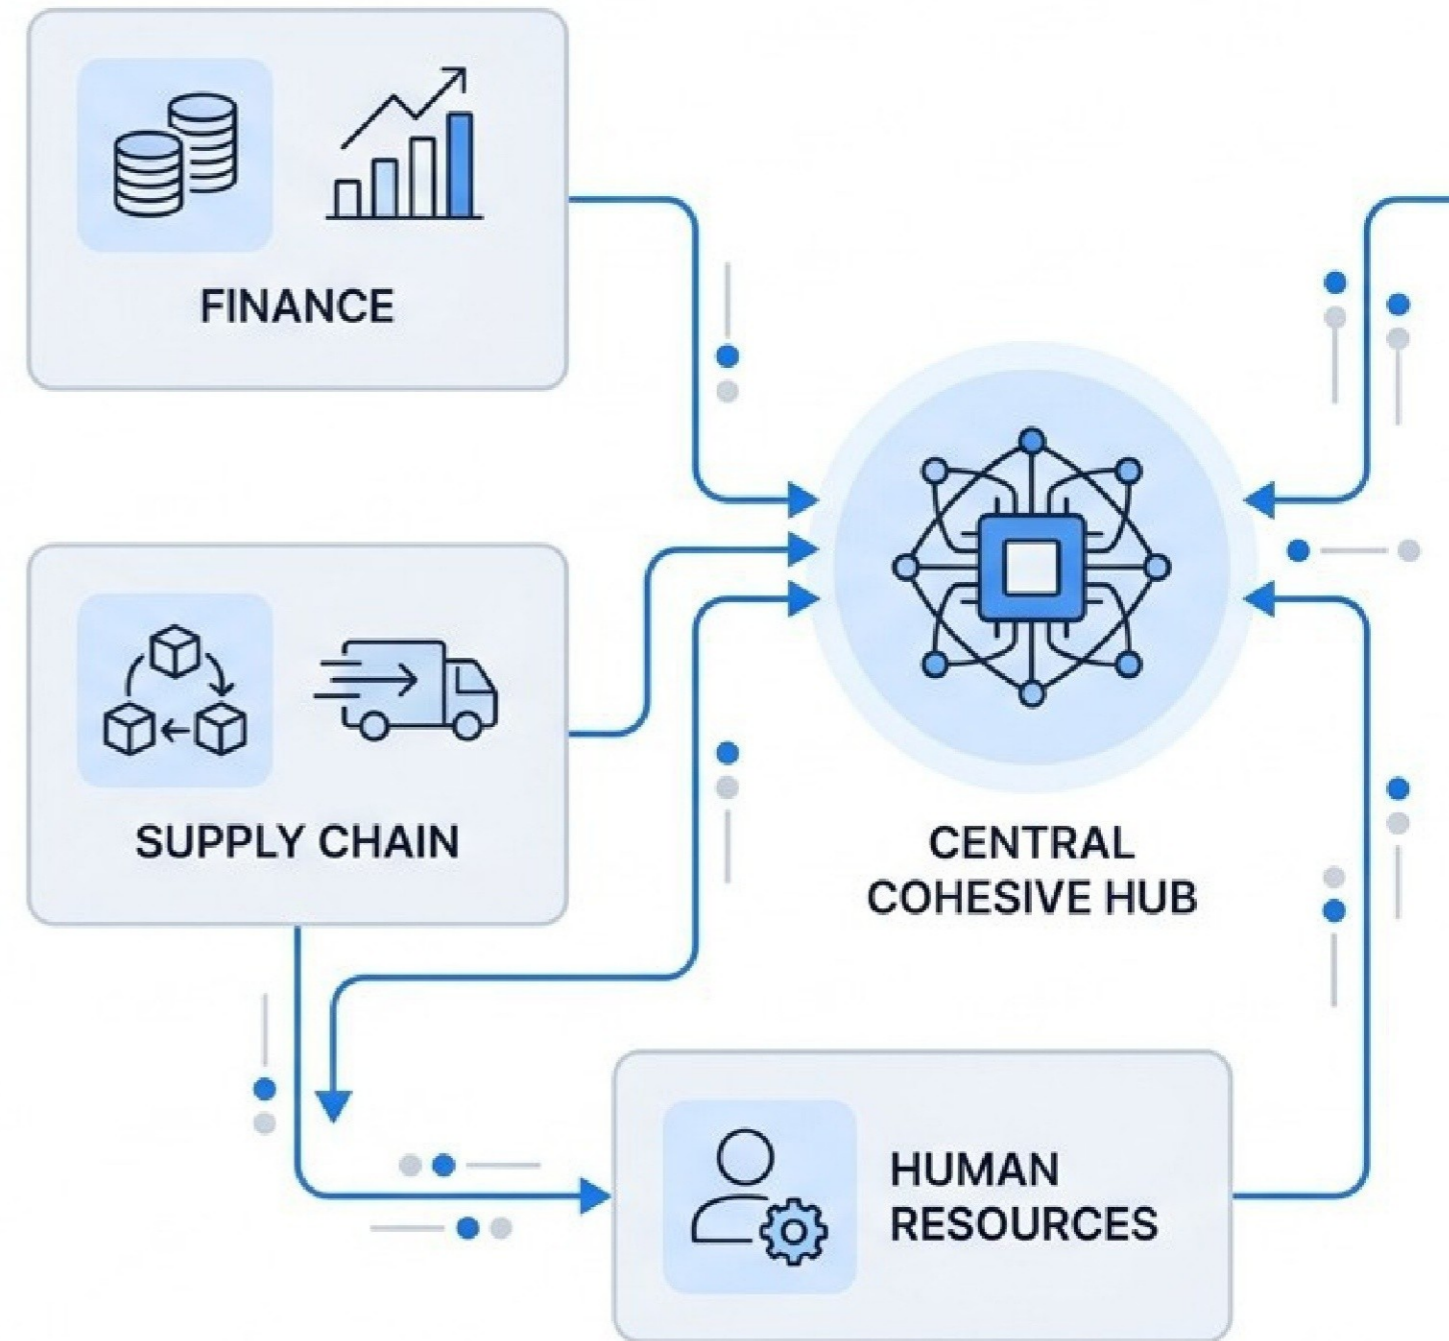 FINANCE
SUPPLY CHAIN
CENTRAL
COHESIVE HUB
HUMAN
RESOURCES